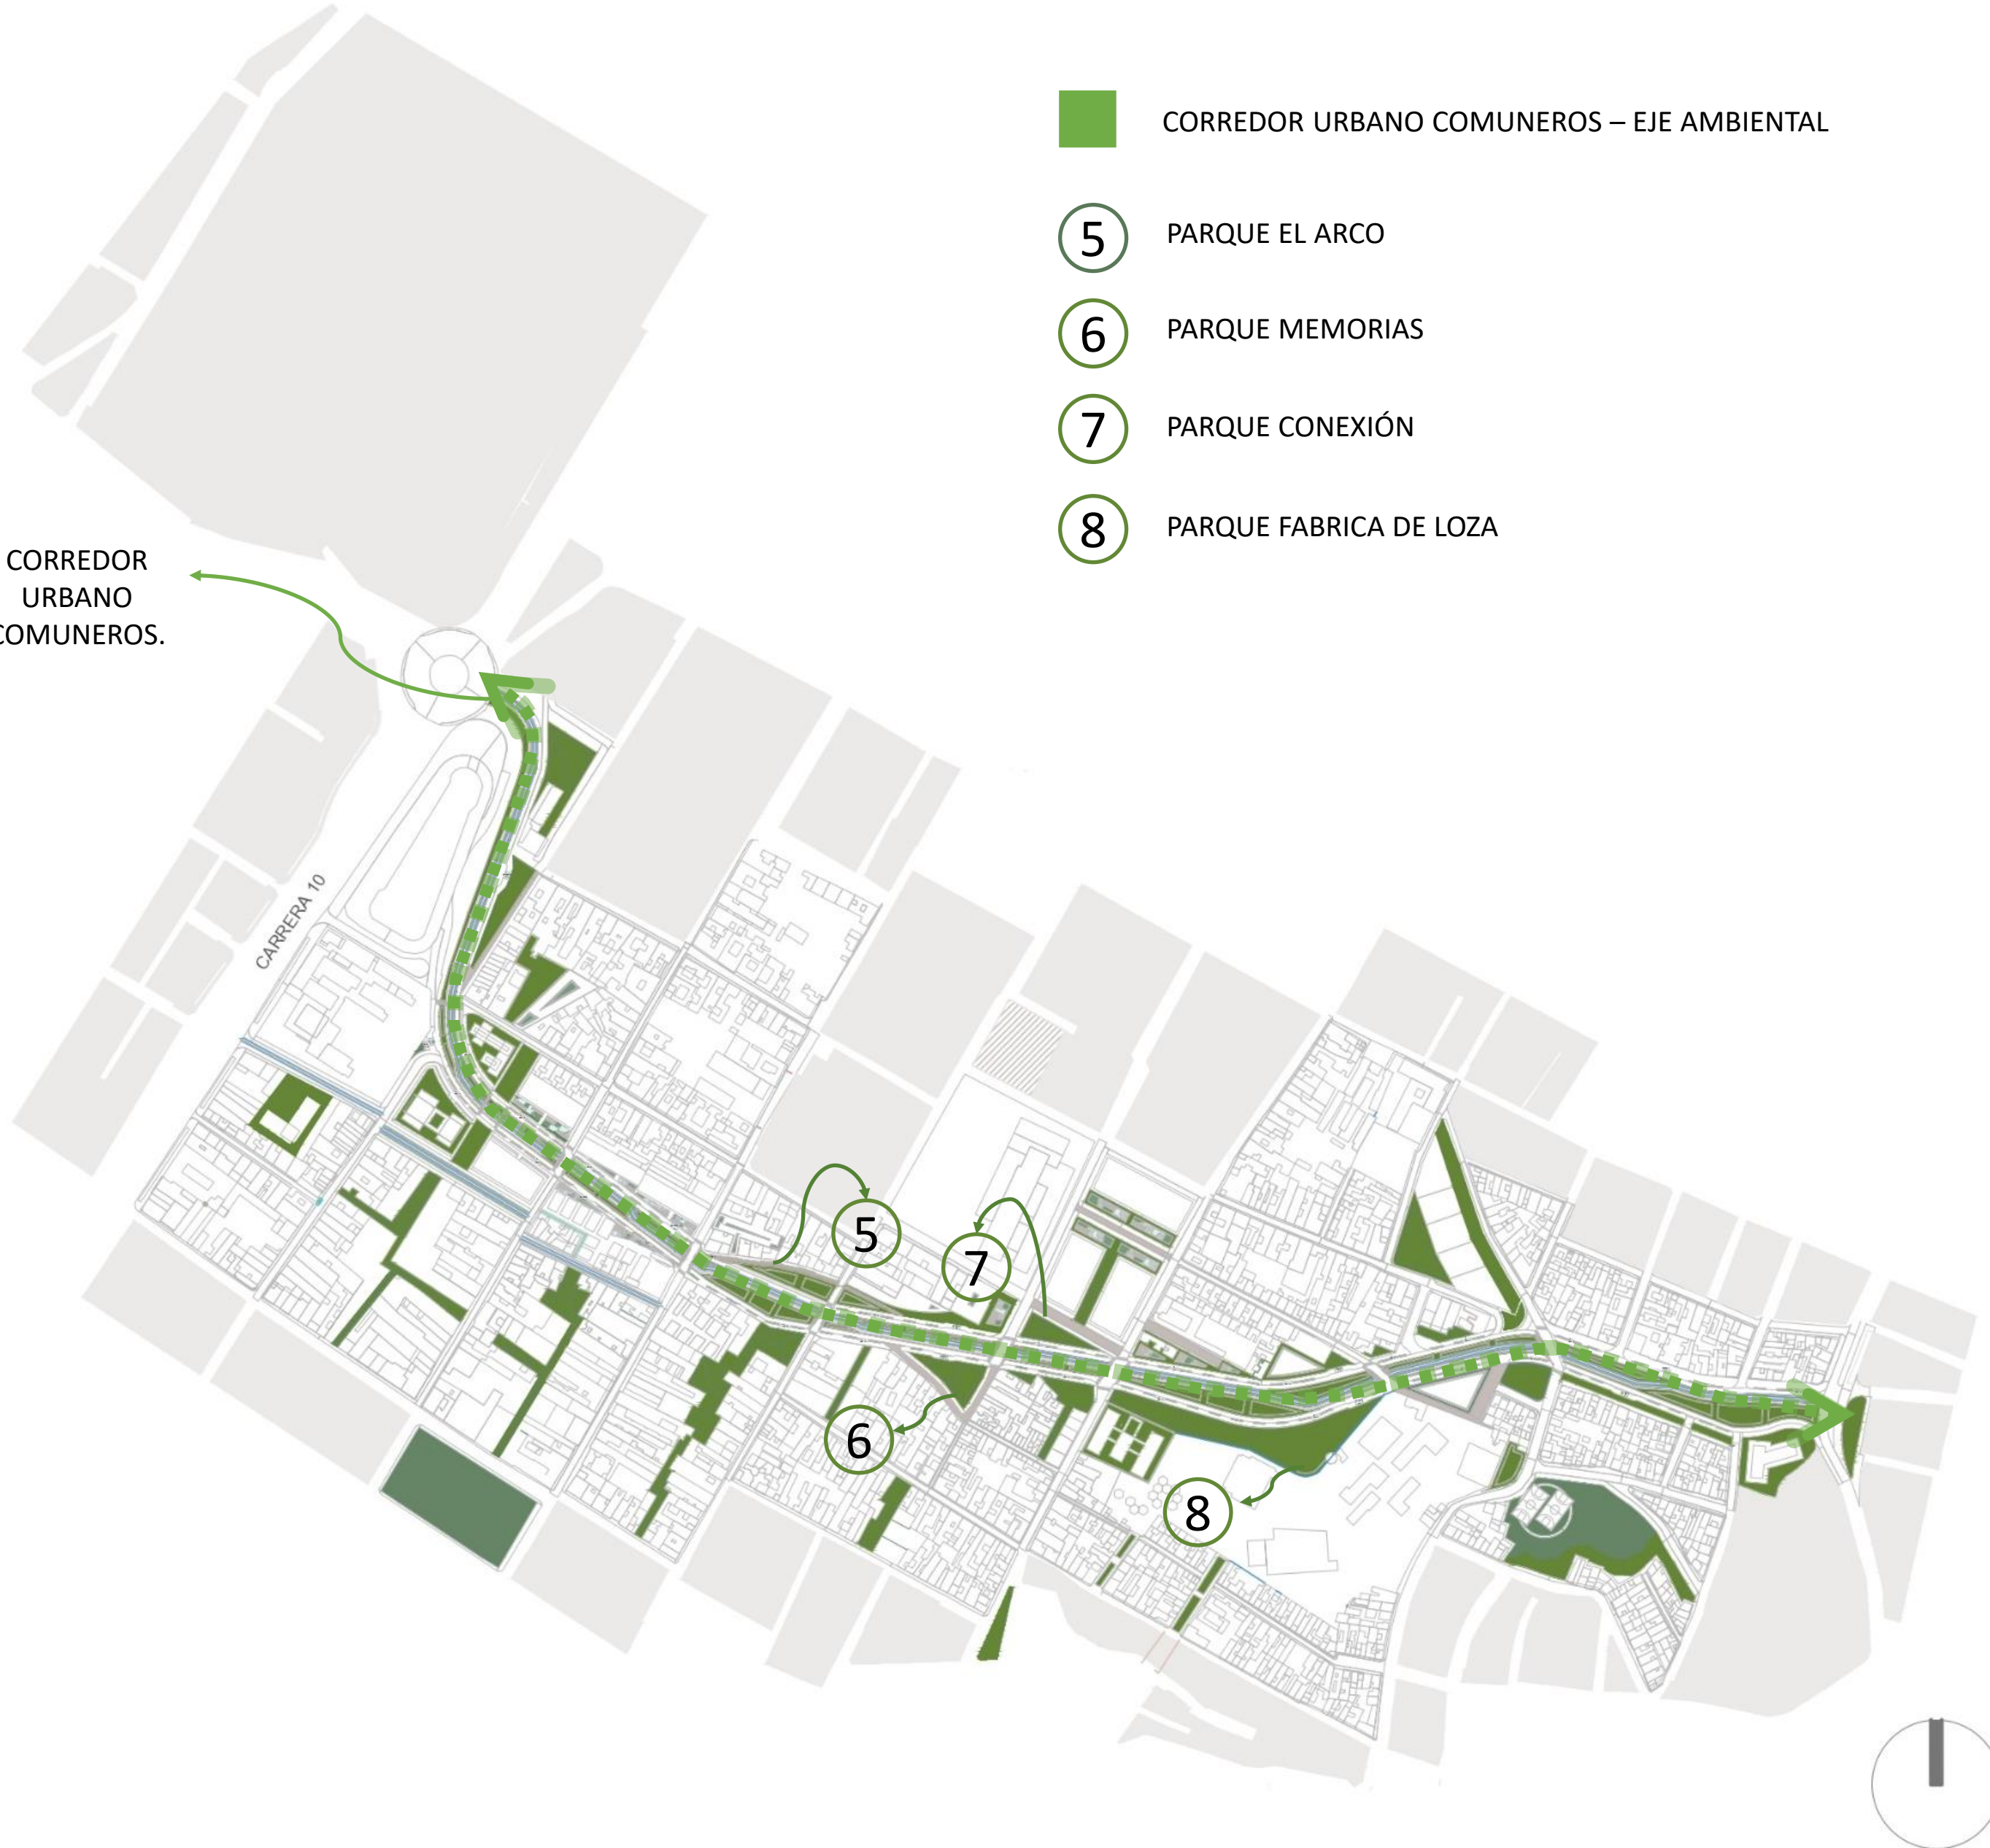 CORREDOR URBANO COMUNEROS – EJE AMBIENTAL
5 PARQUE EL ARCO
6 PARQUE MEMORIAS
7 PARQUE CONEXIÓN
8 PARQUE FABRICA DE LOZA
CORREDOR
URBANO
COMUNEROS.
CARRERA 10
5
7
6
8